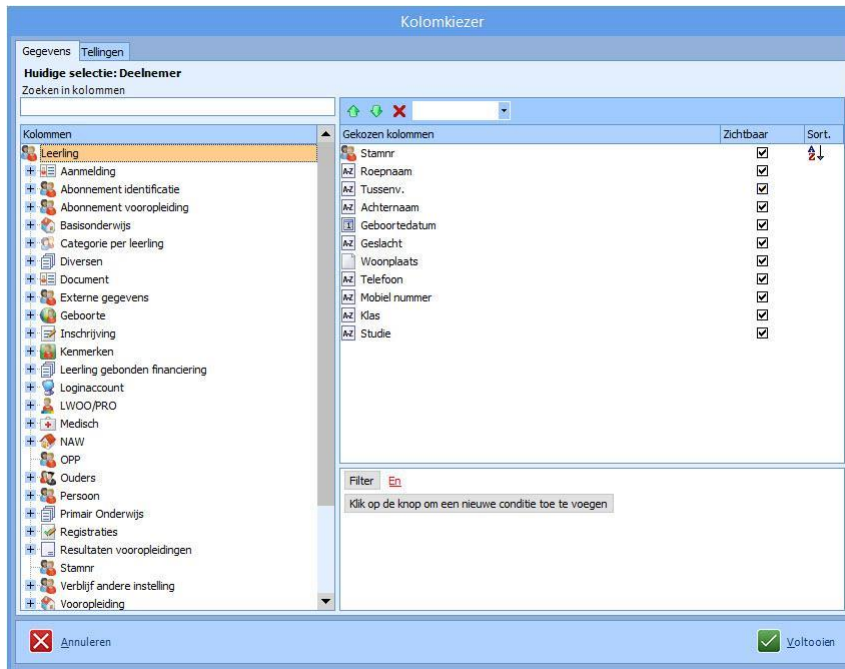 Kolomkiezer
Gegevens Tellingen
Huidige selectie: Deelnemer
Zoeken in kolommen
Kolommen
Leerling
Aanmelding
Abonnement identificatie
Abonnement vooropleiding
Basisonderwijs
Categorie per leerling
Diversen
Document
Externe gegevens
Geboorte
Inschrijving
Kenmerken
Leerling gebonden financiering
Loginaccount
LWOO/PRO
Medisch
NAW
OPP
Ouders
Persoon
Primair Onderwijs
Registraties
Resultaten vooropleidingen
Stamnr
Verblijf andere instelling
Vooropleiding
Gekozen kolommen Zichtbaar Sort.
Stamnr
A-Z Roepnaam
A-Z Tussenv.
A-Z Achternaam
Geboortedatum
A-Z Geslacht
Woonplaats
A-Z Telefoon
A-Z Mobiel nummer
A-Z Klas
A-Z Studie
Filter En
Klik op de knop om een nieuwe conditie toe te voegen
Annuleren
Voltooien